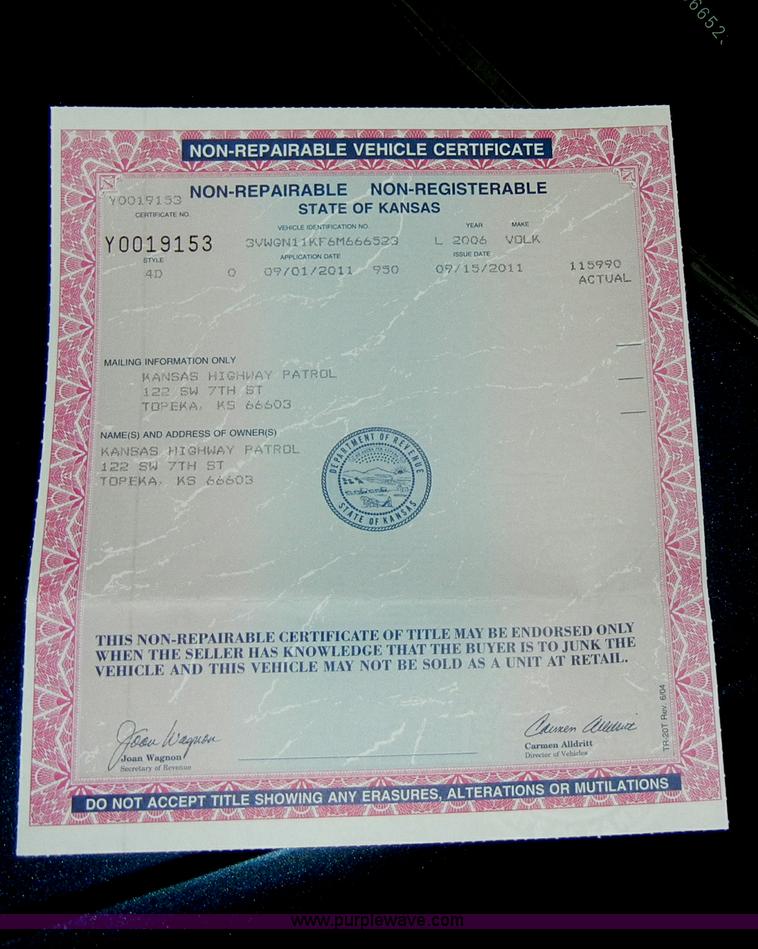 6652
NON-REPAIRABLE VEHICLE CERTIFICATE
NON-REPAIRABLE NON-REGISTERABLE
Y0019153
STATE OF KANSAS
CERTIFICATE NO.
VEHICLE IDENTIFICATION NO.
YEAR MAKE
Y0019153 3VWGN11KF6M666523 L 2006 VOLK
STYLE APPLICATION DATE ISSUE DATE
4D 0 09/01/2011 950 09/15/2011 115990
ACTUAL
MAILING INFORMATION ONLY
KANSAS HIGHWAY PATROL
122 SW 7TH ST
TOPEKA, KS 66603
NAME(S) AND ADDRESS OF OWNER(S)
KANSAS HIGHWAY PATROL
122 SW 7TH ST
TOPEKA, KS 66603
DEPARTMENT OF REVENUE
STATE OF KANSAS
THIS NON-REPAIRABLE CERTIFICATE OF TITLE MAY BE ENDORSED ONLY
WHEN THE SELLER HAS KNOWLEDGE THAT THE BUYER IS TO JUNK THE
VEHICLE AND THIS VEHICLE MAY NOT BE SOLD AS A UNIT AT RETAIL.
TR-20T Rev. 6/04
Joan Wagnon
Joan Wagnon
Secretary of Revenue
Carmen Alldritt
Carmen Alldritt
Director of Vehicles
DO NOT ACCEPT TITLE SHOWING ANY ERASURES, ALTERATIONS OR MUTILATIONS
www.purplewave.com